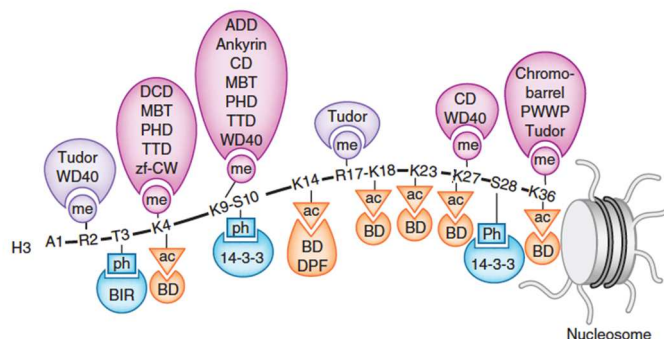 ADD
Ankyrin
CD
MBT
PHD
TTD
WD40
me
DCD
MBT
PHD
TTD
zf-CW
me
Tudor
WD40
me
Tudor
me
CD
WD40
me
Chromo-
barrel
PWWP
Tudor
me
H3 A1 R2 T3 K4 K9-S10 K14 R17-K18 K23 K27 S28 K36
ph
BIR
ac
BD
ph
14-3-3
ac
BD
DPF
ac
BD
ac
BD
ac
BD
Ph
14-3-3
ac
BD
Nucleosome